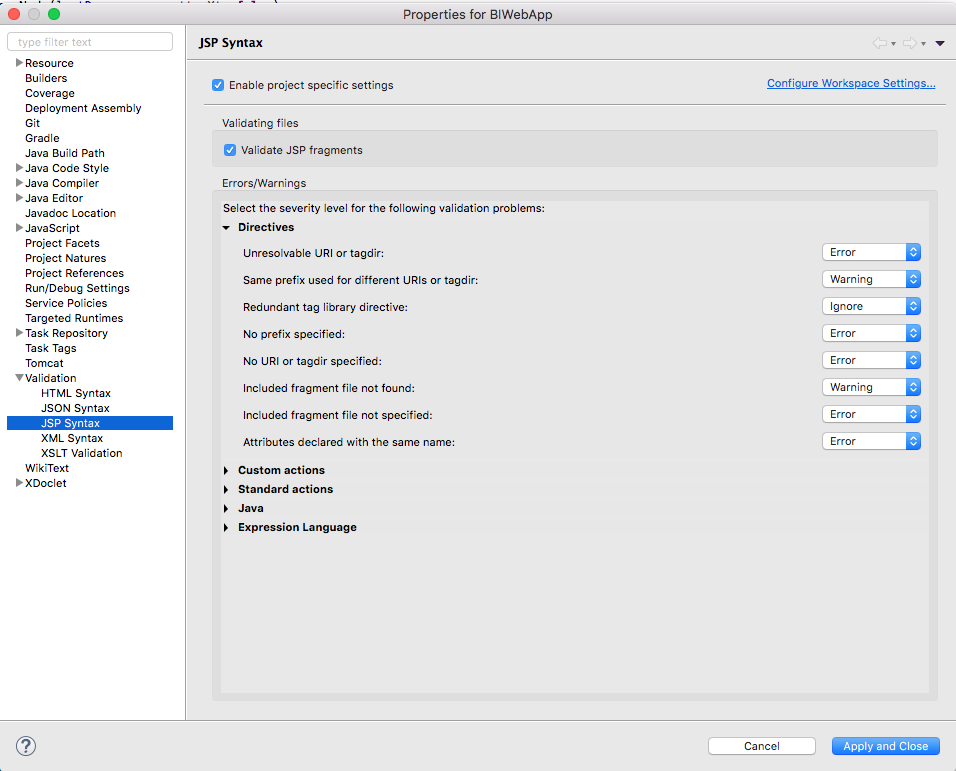 Properties for BIWebApp
type filter text
Resource
Builders
Coverage
Deployment Assembly
Git
Gradle
Java Build Path
Java Code Style
Java Compiler
Java Editor
Javadoc Location
JavaScript
Project Facets
Project Natures
Project References
Run/Debug Settings
Service Policies
Targeted Runtimes
Task Repository
Task Tags
Tomcat
Validation
HTML Syntax
JSON Syntax
JSP Syntax
XML Syntax
XSLT Validation
WikiText
XDoclet
JSP Syntax
Enable project specific settings
Configure Workspace Settings...
Validating files
Validate JSP fragments
Errors/Warnings
Select the severity level for the following validation problems:
Directives
Unresolvable URI or tagdir: Error
Same prefix used for different URIs or tagdir: Warning
Redundant tag library directive: Ignore
No prefix specified: Error
No URI or tagdir specified: Error
Included fragment file not found: Warning
Included fragment file not specified: Error
Attributes declared with the same name: Error
Custom actions
Standard actions
Java
Expression Language
?
Cancel
Apply and Close